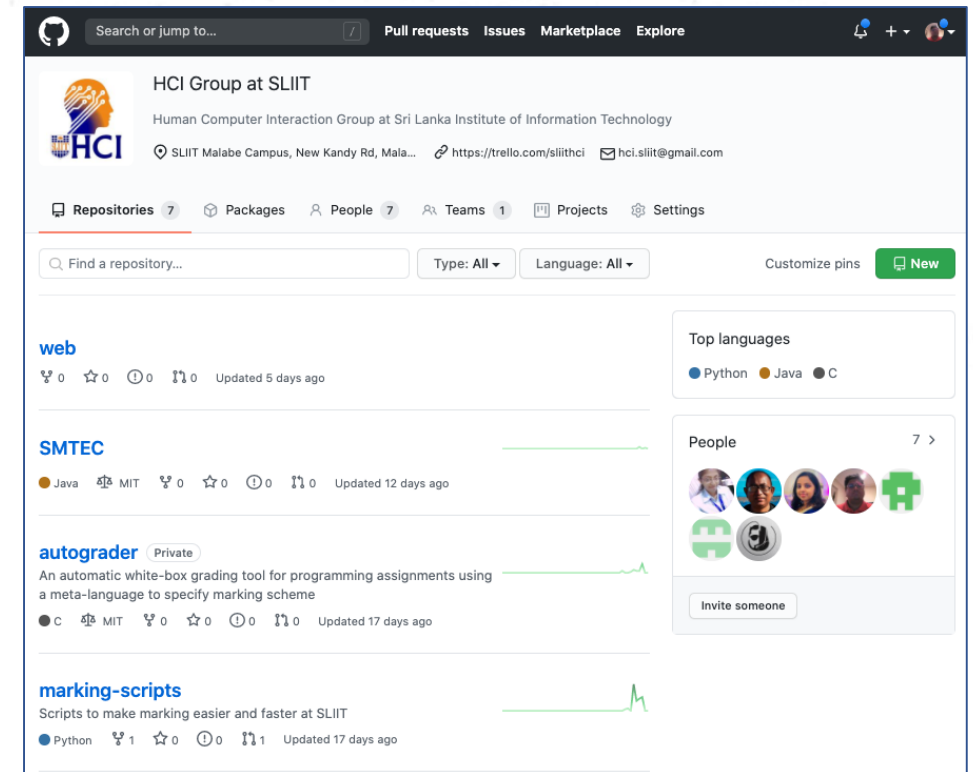 Search or jump to... /
Pull requests Issues Marketplace Explore
HCI
HCI Group at SLIIT
Human Computer Interaction Group at Sri Lanka Institute of Information Technology
SLIIT Malabe Campus, New Kandy Rd, Mala... https://trello.com/sliithci hci.sliit@gmail.com
Repositories 7 Packages People 7 Teams 1 Projects Settings
Find a repository... Type: All Language: All Customize pins New
web
0 0 0 0 Updated 5 days ago
SMTEC
Java MIT 0 0 0 0 Updated 12 days ago
autograder Private
An automatic white-box grading tool for programming assignments using
a meta-language to specify marking scheme
C MIT 0 0 0 0 Updated 17 days ago
marking-scripts
Scripts to make marking easier and faster at SLIIT
Python 1 0 0 1 Updated 17 days ago
Top languages
Python Java C
People 7
Invite someone